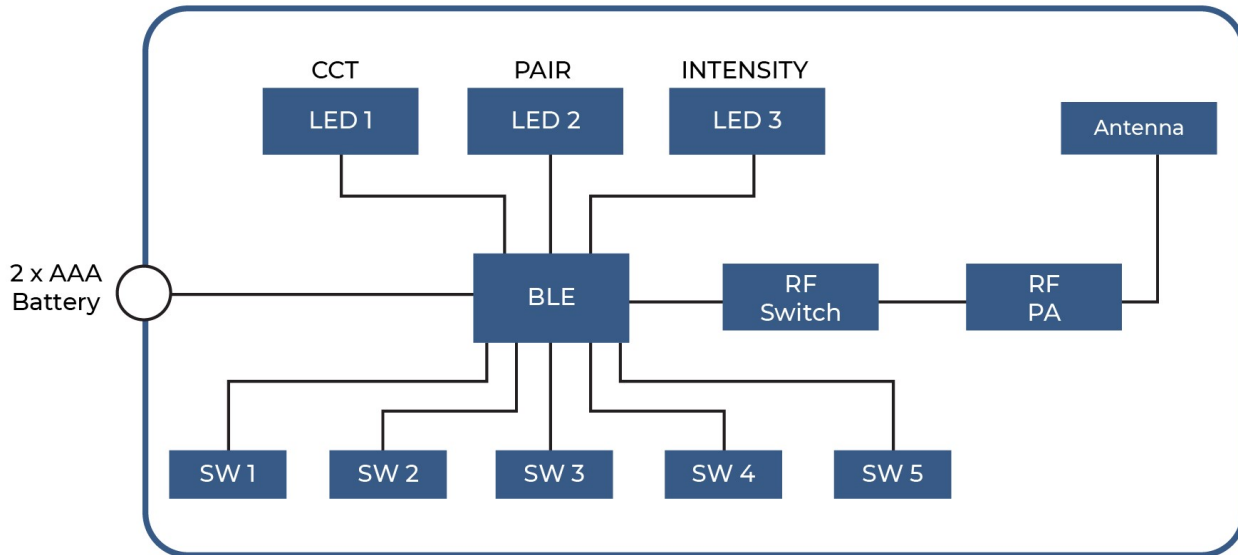 CCT
PAIR
INTENSITY
LED 1
LED 2
LED 3
Antenna
2 x AAA
Battery
BLE
RF
Switch
RF
PA
SW 1
SW 2
SW 3
SW 4
SW 5